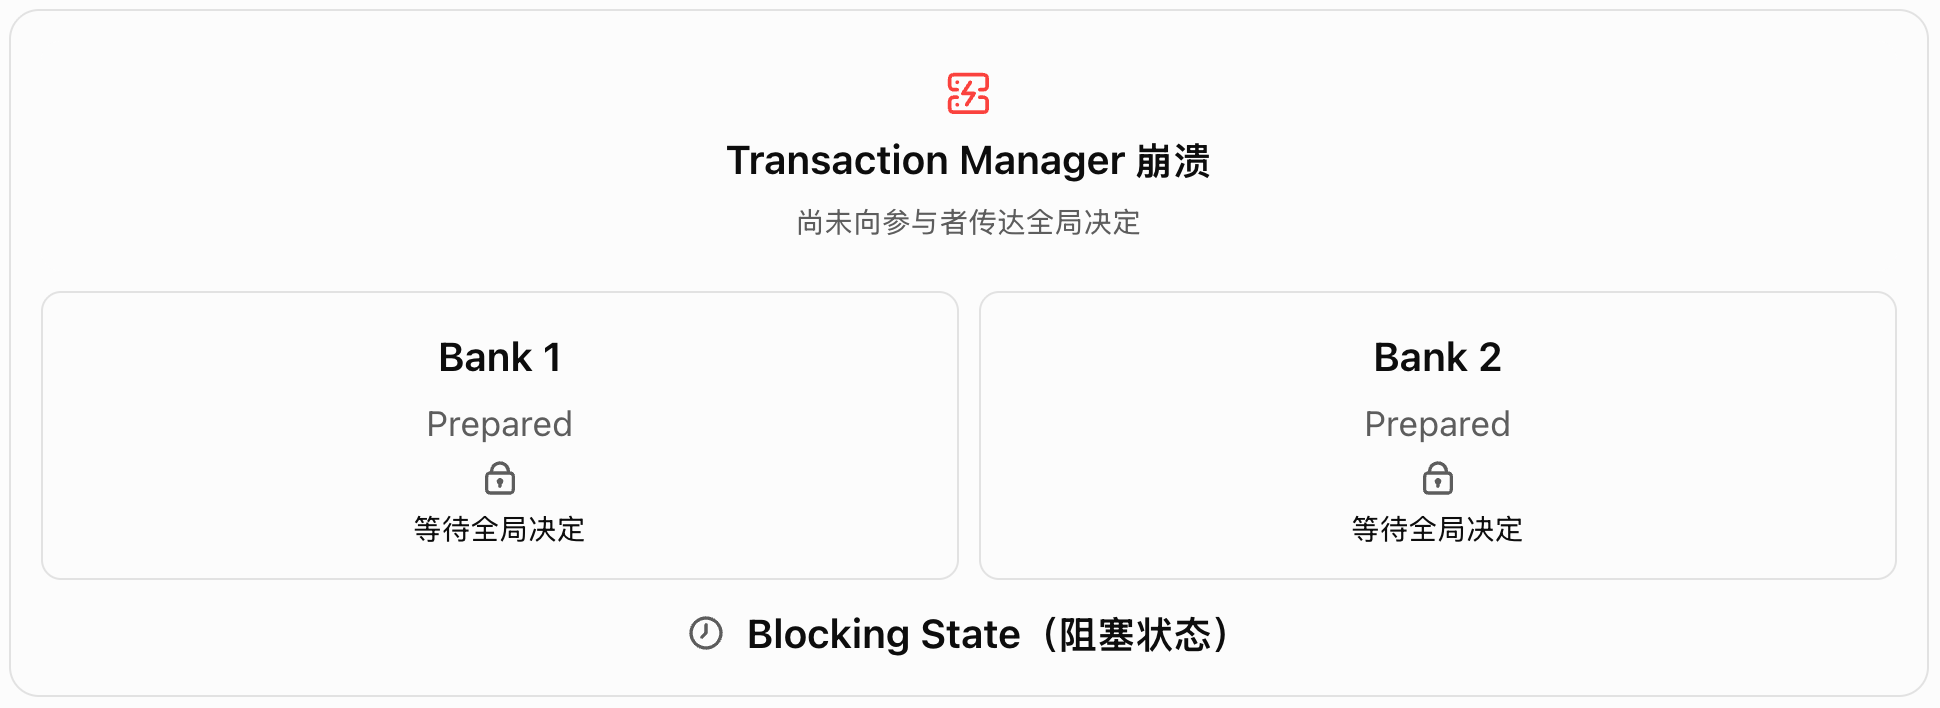 Transaction Manager 崩溃
尚未向参与者传达全局决定
Bank 1
Prepared
等待全局决定
Bank 2
Prepared
等待全局决定
Blocking State（阻塞状态）